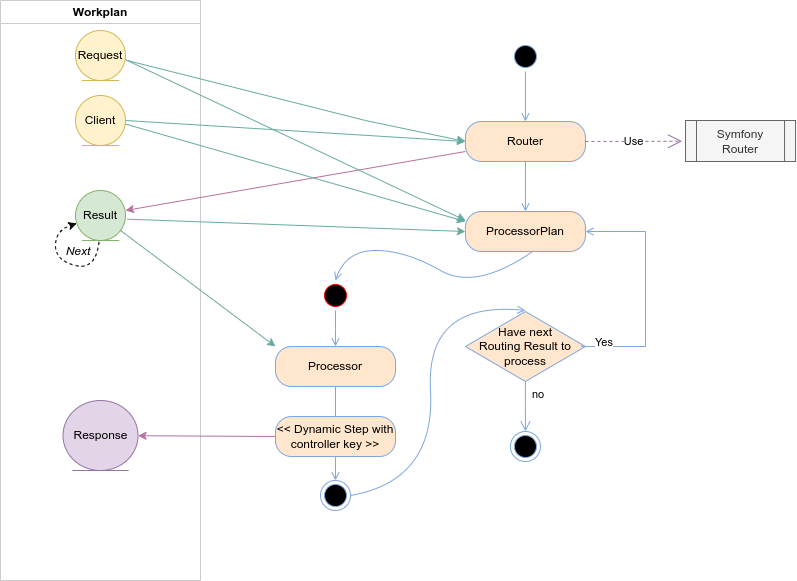 Workplan
Request
Client
Router
Use
Symfony
Router
Result
Next
ProcessorPlan
Have next
Routing Result to
process
Yes
no
Processor
<< Dynamic Step with
controller key >>
Response